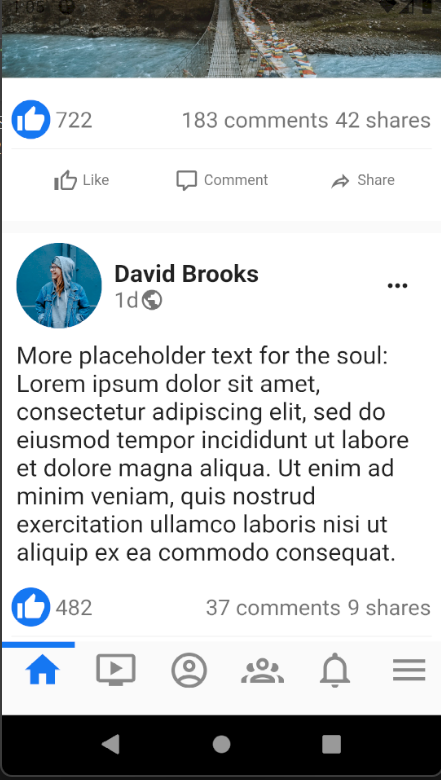 1:05
722
183 comments 42 shares
Like
Comment
Share
David Brooks
1d
More placeholder text for the soul:
Lorem ipsum dolor sit amet,
consectetur adipiscing elit, sed do
eiusmod tempor incididunt ut labore
et dolore magna aliqua. Ut enim ad
minim veniam, quis nostrud
exercitation ullamco laboris nisi ut
aliquip ex ea commodo consequat.
482
37 comments 9 shares